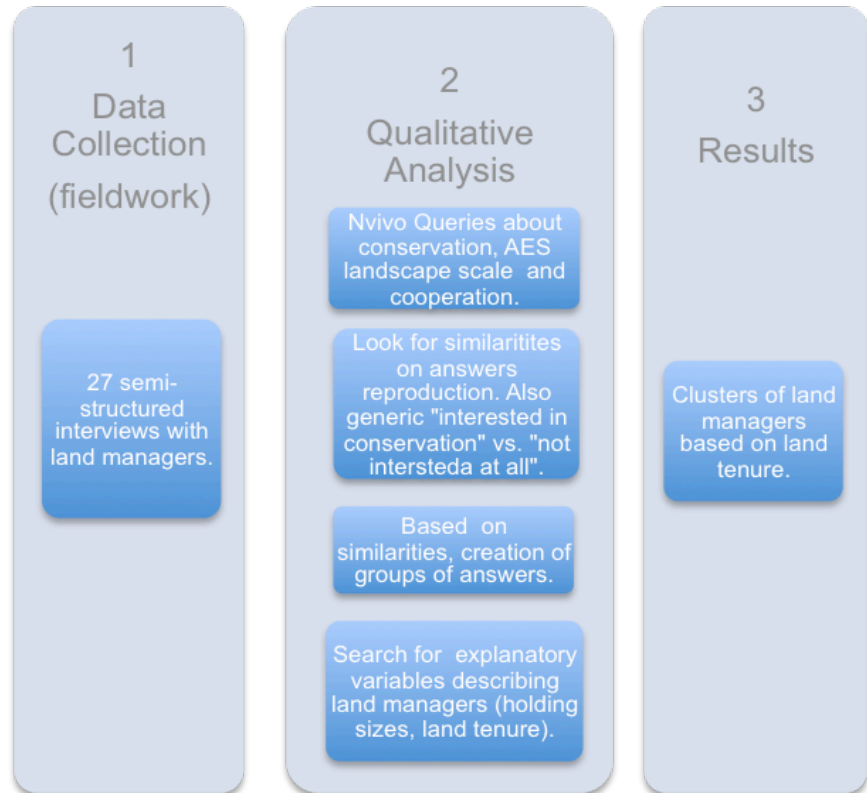 1
Data
Collection
(fieldwork)
27 semi-
structured
interviews with
land managers.
2
Qualitative
Analysis
Nvivo Queries about
conservation, AES
landscape scale  and
cooperation.
Look for similaritites
on answers
reproduction. Also
generic "interested in
conservation" vs. "not
intersteda at all".
Based  on
similarities, creation of
groups of answers.
Search for  explanatory
variables describing
land managers (holding
sizes, land tenure).
3
Results
Clusters of land
managers
based on land
tenure.